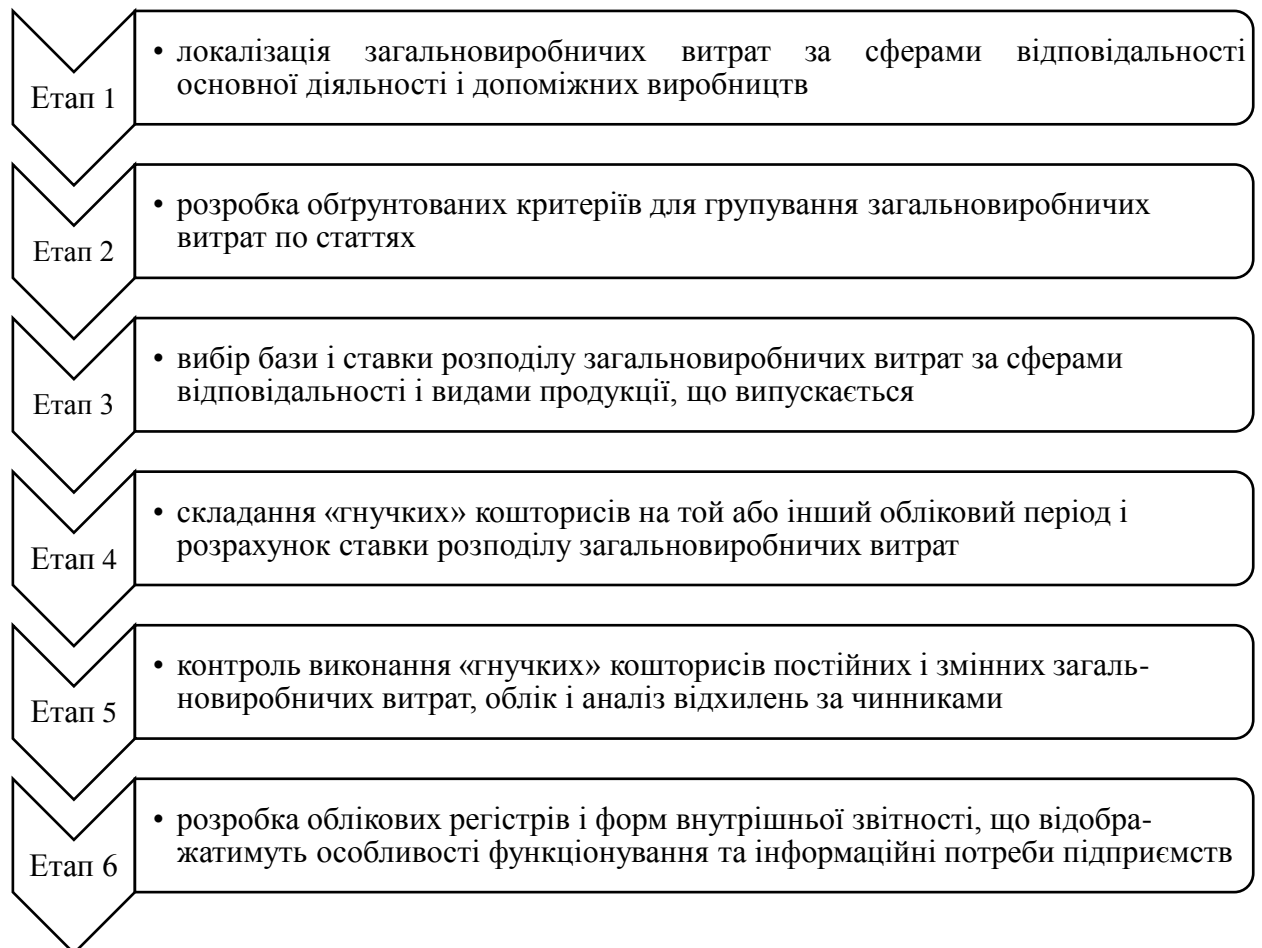 • локалізація загальновиробничих витрат за сферами відповідальності
основної діяльності і допоміжних виробництв
Етап 1
• розробка обґрунтованих критеріїв для групування загальновиробничих
витрат по статтях
Етап 2
• вибір бази і ставки розподілу загальновиробничих витрат за сферами
відповідальності і видами продукції, що випускається
Етап 3
• складання «гнучких» кошторисів на той або інший обліковий період і
розрахунок ставки розподілу загальновиробничих витрат
Етап 4
• контроль виконання «гнучких» кошторисів постійних і змінних загаль-
новиробничих витрат, облік і аналіз відхилень за чинниками
Етап 5
• розробка облікових регістрів і форм внутрішньої звітності, що відобра-
жатимуть особливості функціонування та інформаційні потреби підприємств
Етап 6